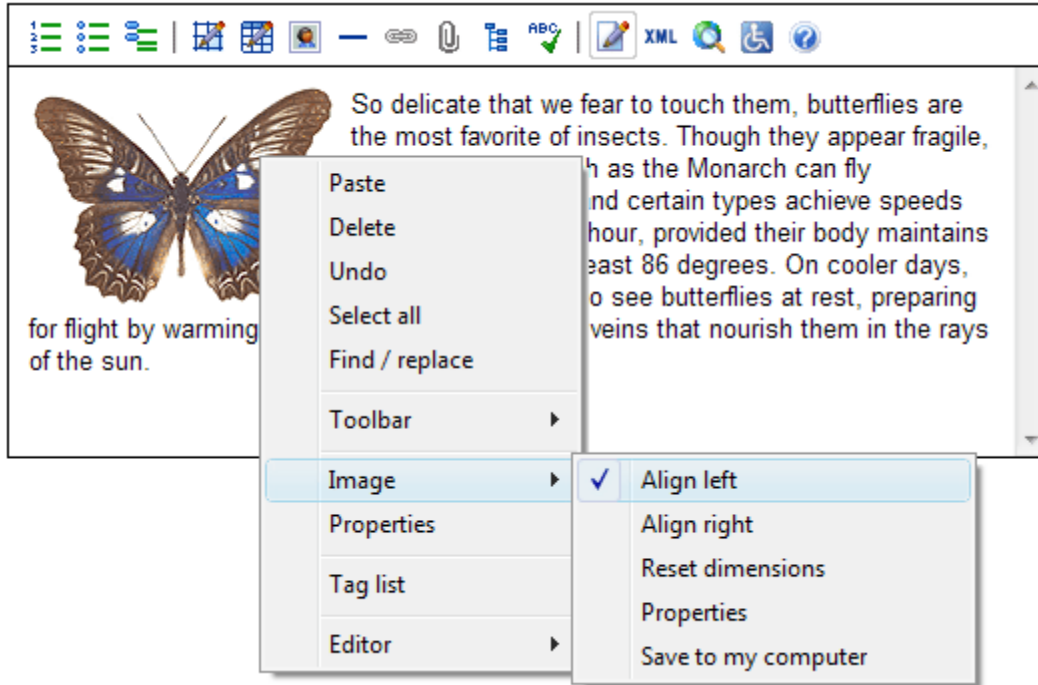 1
2
3
ABC
XML
?
So delicate that we fear to touch them, butterflies are
the most favorite of insects. Though they appear fragile,
as the Monarch can fly
certain types achieve speeds
hour, provided their body maintains
86 degrees. On cooler days,
see butterflies at rest, preparing
for flight by warming
veins that nourish them in the rays
of the sun.
Paste
Delete
Undo
Select all
Find / replace
Toolbar
Image
Properties
Tag list
Editor
Align left
Align right
Reset dimensions
Properties
Save to my computer